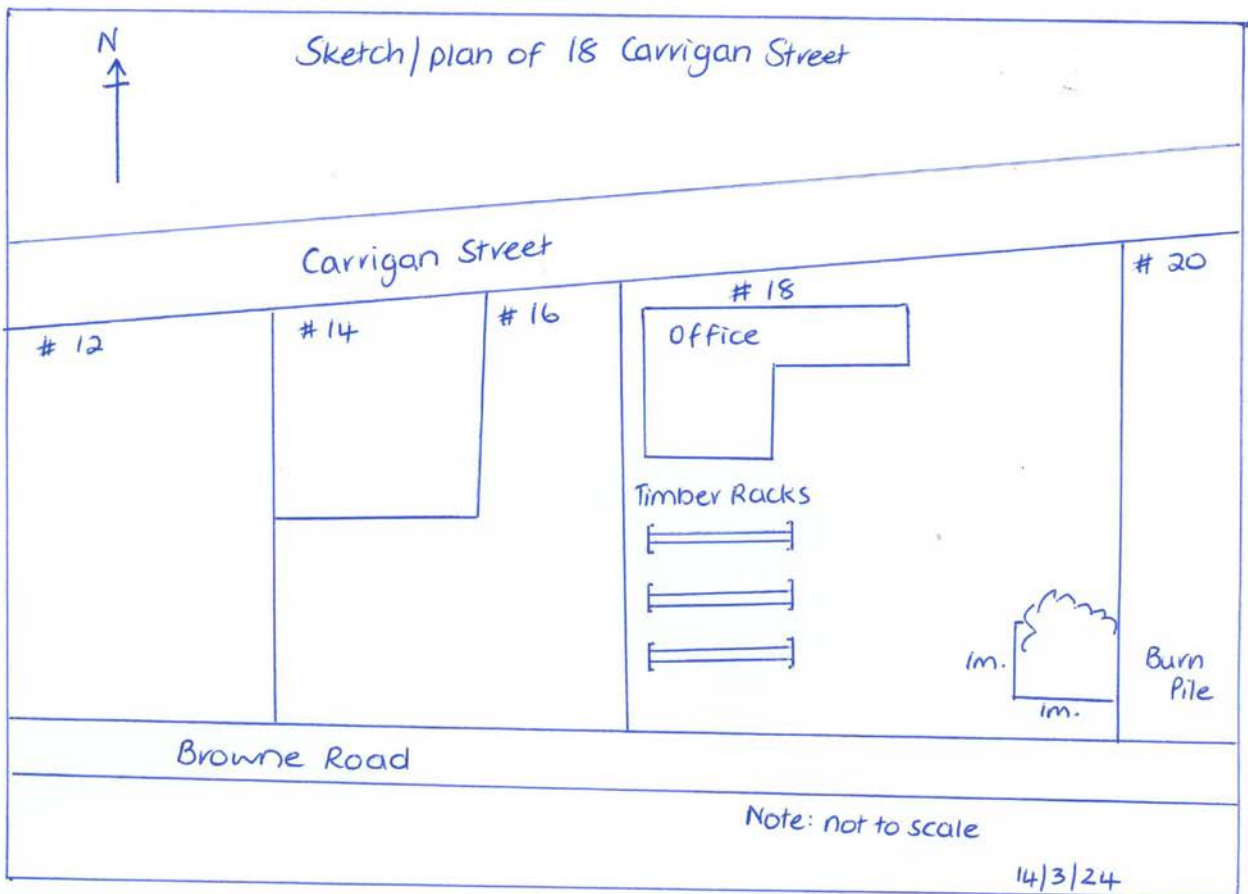 N
Sketch/plan of 18 Carrigan Street
Carrigan Street
# 12
# 14
# 16
# 18
# 20
Office
Timber Racks
1m.
1m.
Burn
Pile
Browne Road
Note: not to scale
14/3/24